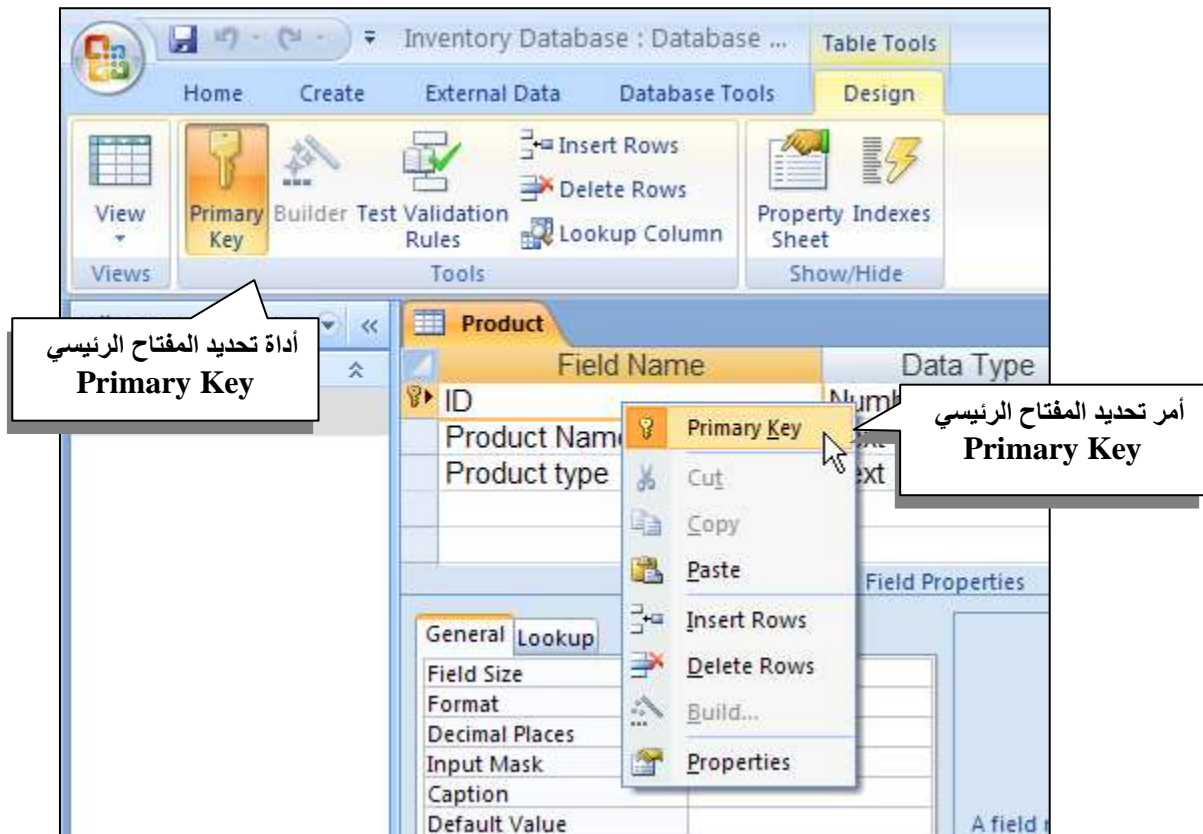 Inventory Database : Database ...
Table Tools
Home Create External Data Database Tools Design
View
Primary Key
Builder
Test Validation Rules
Insert Rows
Delete Rows
Lookup Column
Property Sheet
Indexes
Views Tools Show/Hide
أداة تحديد المفتاح الرئيسي
Primary Key
Product
Field Name Data Type
ID
Product Name
Product type
أمر تحديد المفتاح الرئيسي
Primary Key
Primary Key
Cut
Copy
Paste
Insert Rows
Delete Rows
Build...
Properties
Field Properties
General Lookup
Field Size
Format
Decimal Places
Input Mask
Caption
Default Value
A field